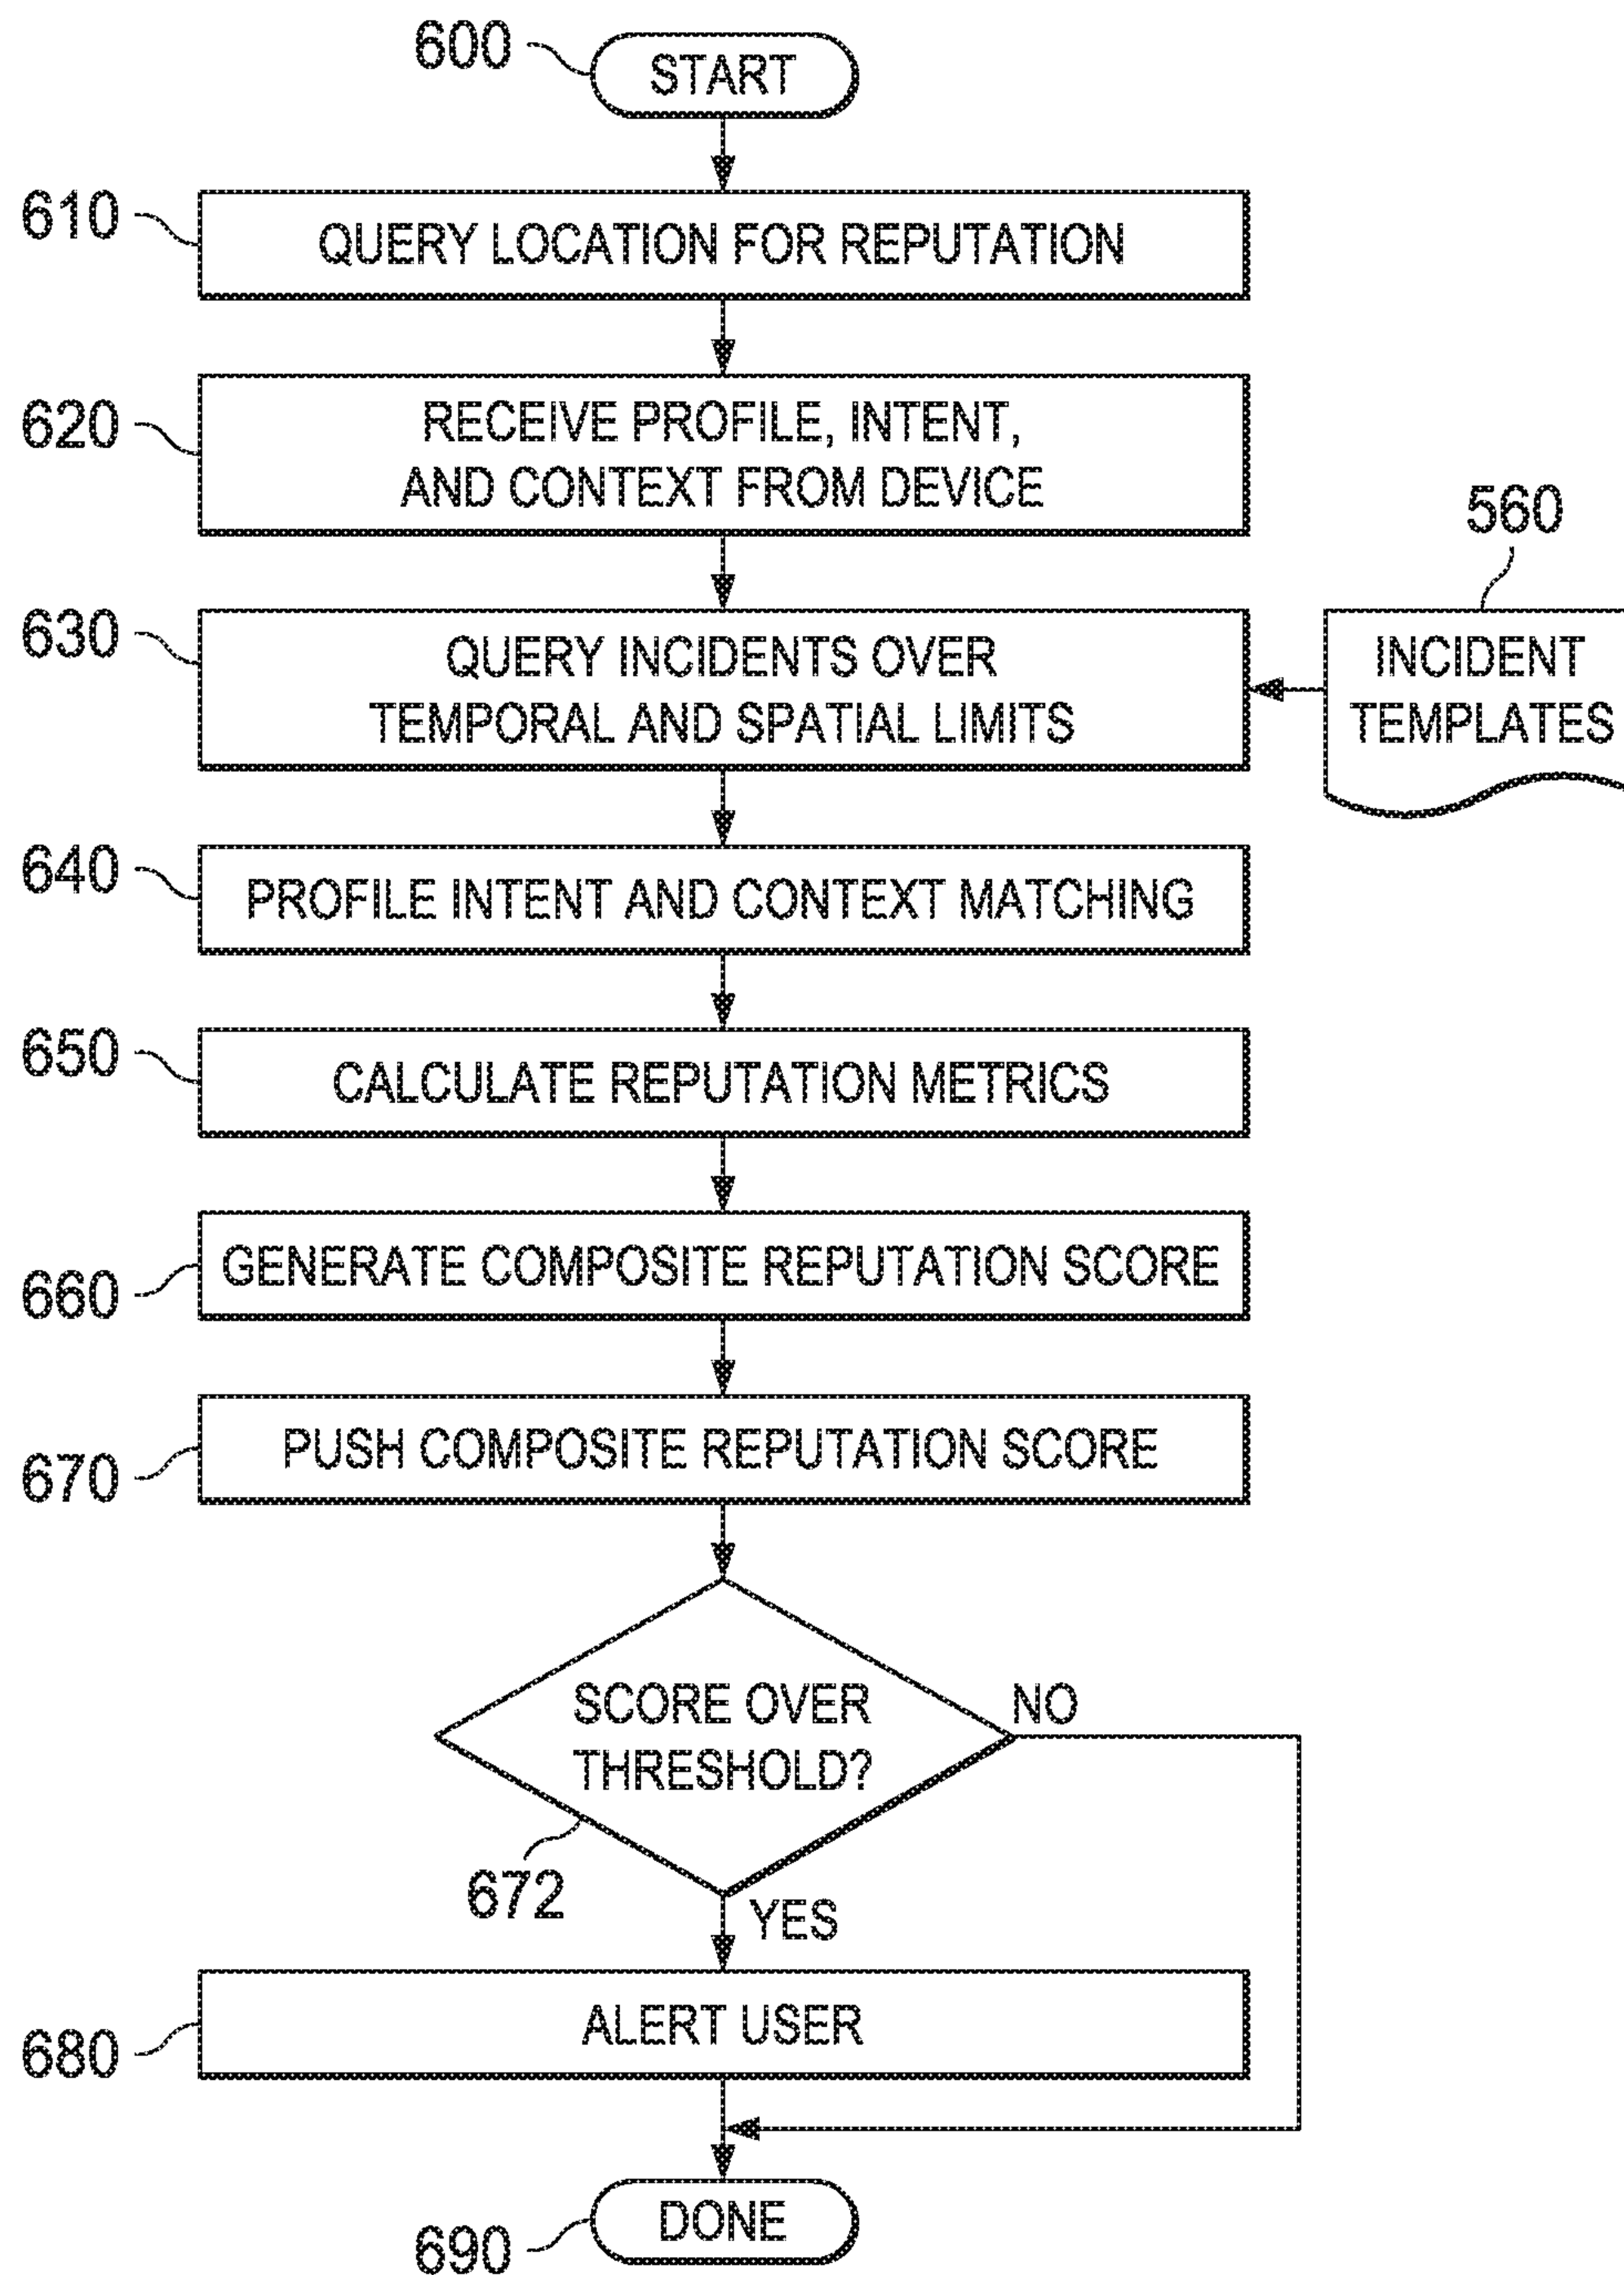 600
START
610
QUERY LOCATION FOR REPUTATION
620
RECEIVE PROFILE, INTENT,
AND CONTEXT FROM DEVICE
560
630
QUERY INCIDENTS OVER
TEMPORAL AND SPATIAL LIMITS
INCIDENT
TEMPLATES
640
PROFILE INTENT AND CONTEXT MATCHING
650
CALCULATE REPUTATION METRICS
660
GENERATE COMPOSITE REPUTATION SCORE
670
PUSH COMPOSITE REPUTATION SCORE
SCORE OVER
THRESHOLD?
NO
672
YES
680
ALERT USER
690
DONE